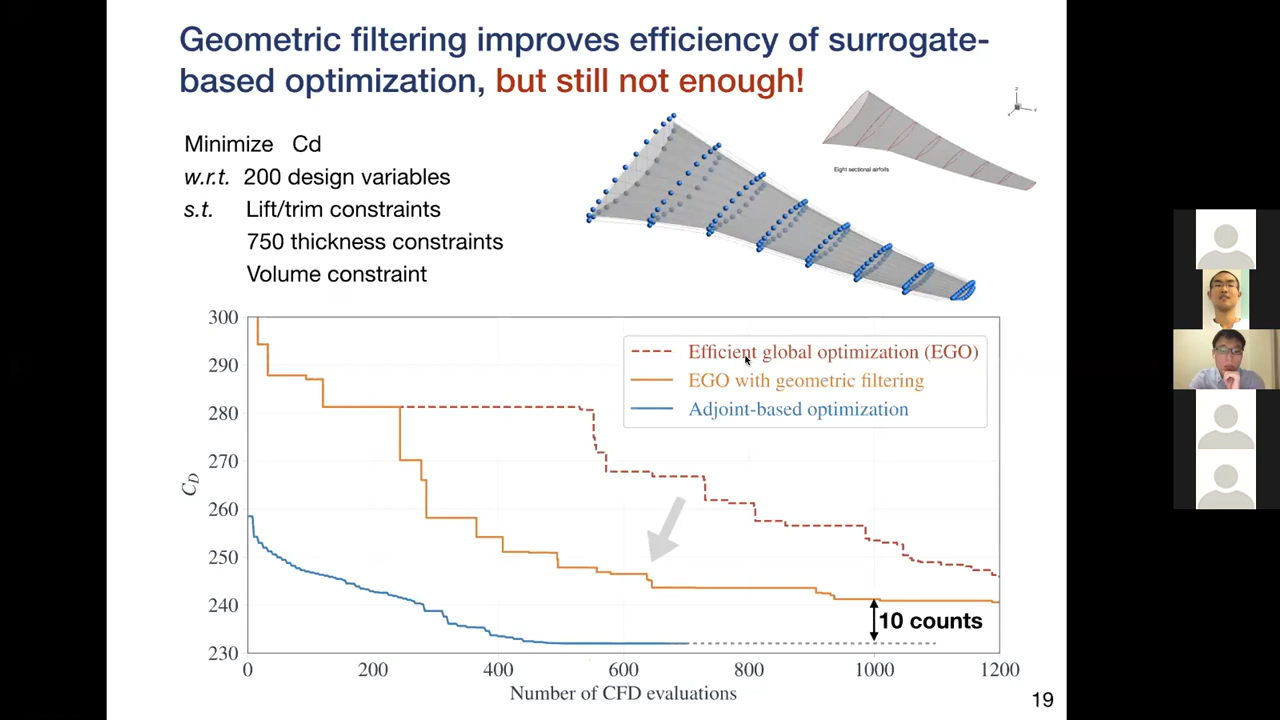 Geometric filtering improves efficiency of surrogate-
based optimization, but still not enough!
Minimize Cd
w.r.t. 200 design variables
s.t. Lift/trim constraints
750 thickness constraints
Volume constraint
Eight sectional airfoils
300
290
280
270
260
250
240
230
C_D
Efficient global optimization (EGO)
EGO with geometric filtering
Adjoint-based optimization
10 counts
0 200 400 600 800 1000 1200
Number of CFD evaluations
19